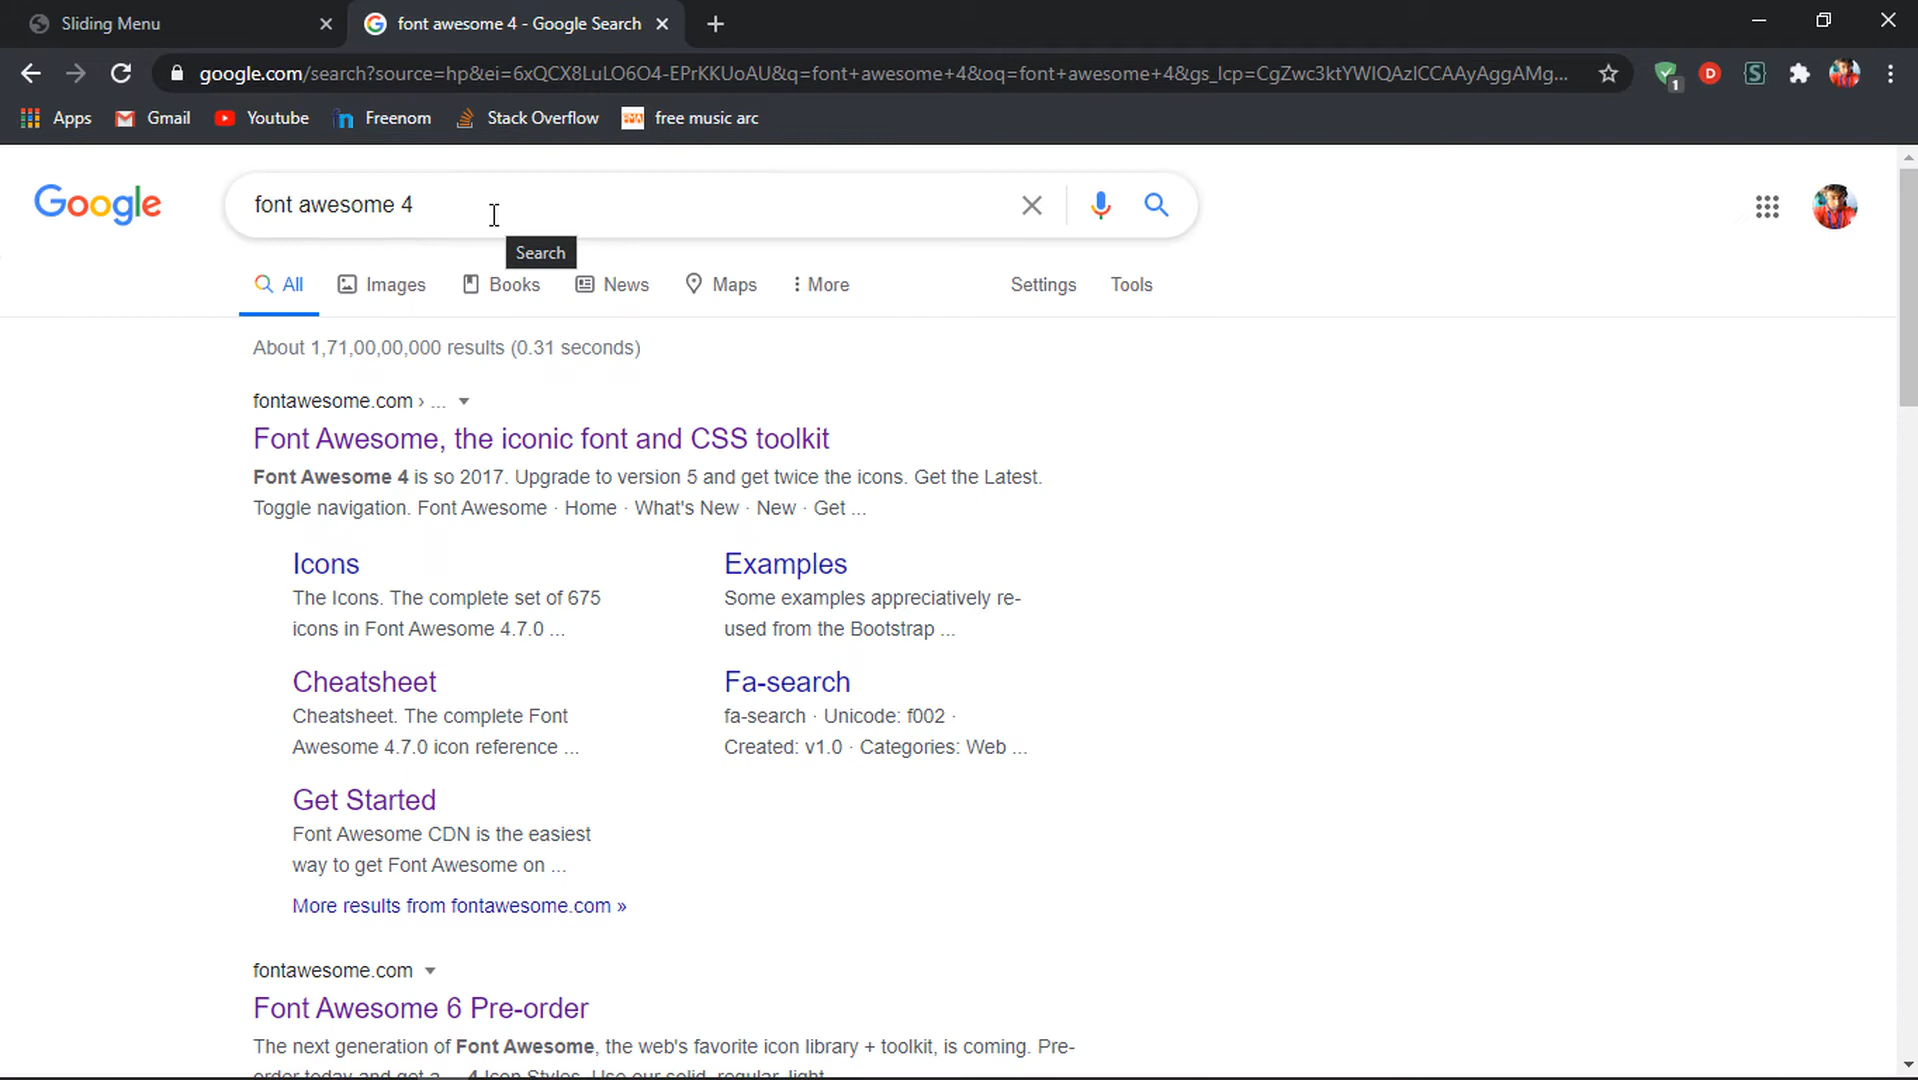 Sliding Menu
font awesome 4 - Google Search
google.com/search?source=hp&ei=6xQCX8LuLO6O4-EPrKKUoAU&q=font+awesome+4&oq=font+awesome+4&gs_lcp=CgZwc3ktYWIQAzICCAAyAggAMg...
1
D
S
Apps
Gmail
Youtube
Freenom
Stack Overflow
free music arc
Google
font awesome 4
Search
All
Images
Books
News
Maps
More
Settings
Tools
About 1,71,00,00,000 results (0.31 seconds)
fontawesome.com › ...
Font Awesome, the iconic font and CSS toolkit
Font Awesome 4 is so 2017. Upgrade to version 5 and get twice the icons. Get the Latest.
Toggle navigation. Font Awesome · Home · What's New · New · Get ...
Icons
The Icons. The complete set of 675
icons in Font Awesome 4.7.0 ...
Examples
Some examples appreciatively re-
used from the Bootstrap ...
Cheatsheet
Cheatsheet. The complete Font
Awesome 4.7.0 icon reference ...
Fa-search
fa-search · Unicode: f002 ·
Created: v1.0 · Categories: Web ...
Get Started
Font Awesome CDN is the easiest
way to get Font Awesome on ...
More results from fontawesome.com »
fontawesome.com
Font Awesome 6 Pre-order
The next generation of Font Awesome, the web's favorite icon library + toolkit, is coming. Pre-
order today and get a ... 4 Icon Styles. Use our solid, regular, light,